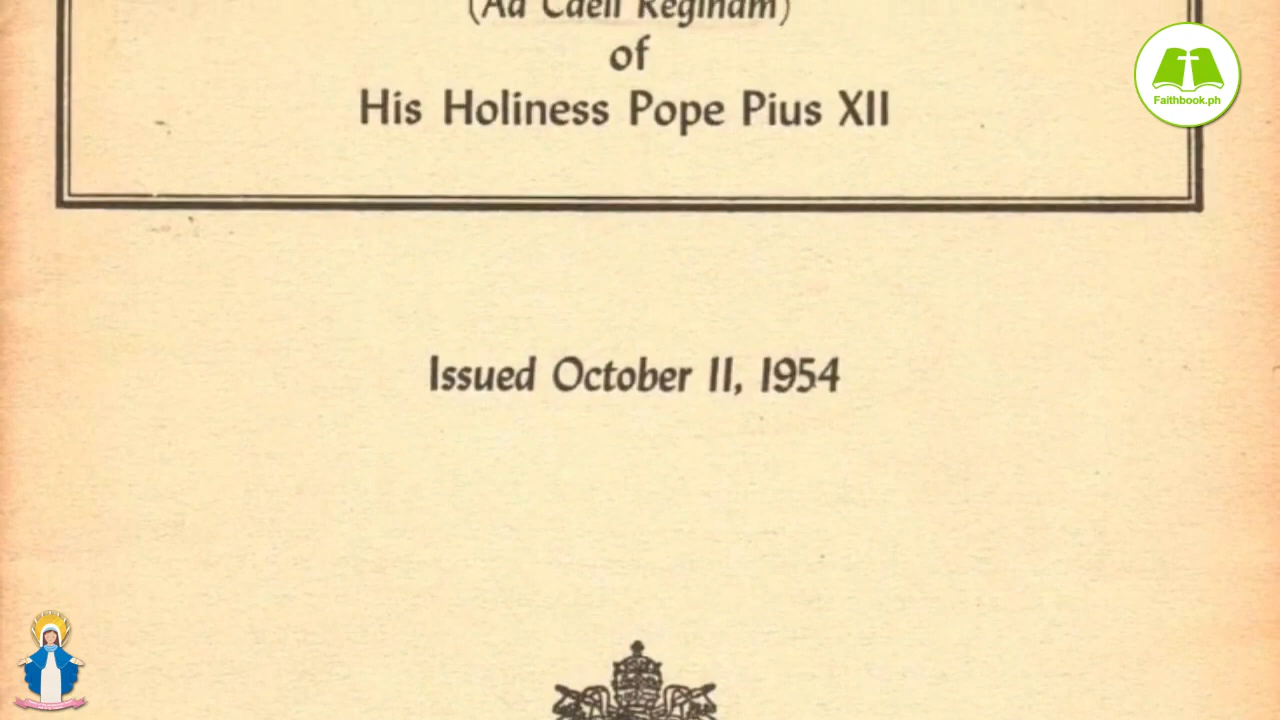 (Ad Caeli Reginam)
of
His Holiness Pope Pius XII
Faithbook.ph
Issued October 11, 1954